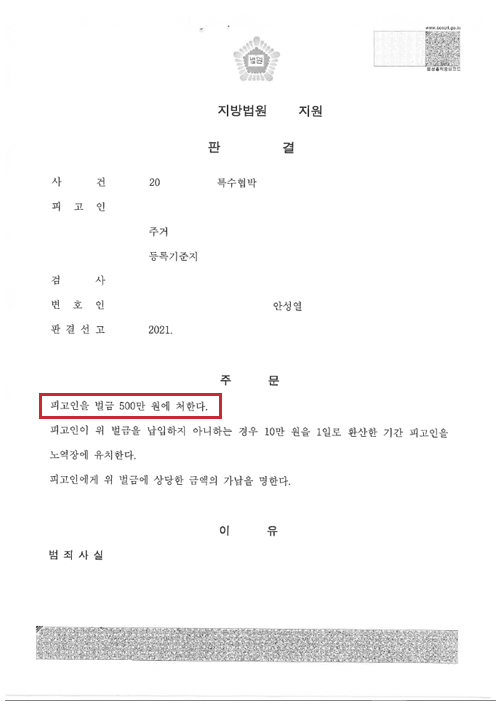 법원
지방법원 지원
판 결
사 건 20 특수협박
피 고 인
주거
등록기준지
검 사
변 호 인 안성열
판 결 선 고 2021.
주 문
피고인을 벌금 500만 원에 처한다.
피고인이 위 벌금을 납입하지 아니하는 경우 10만 원을 1일로 환산한 기간 피고인을
노역장에 유치한다.
피고인에게 위 벌금에 상당한 금액의 가납을 명한다.
이 유
범 죄 사 실